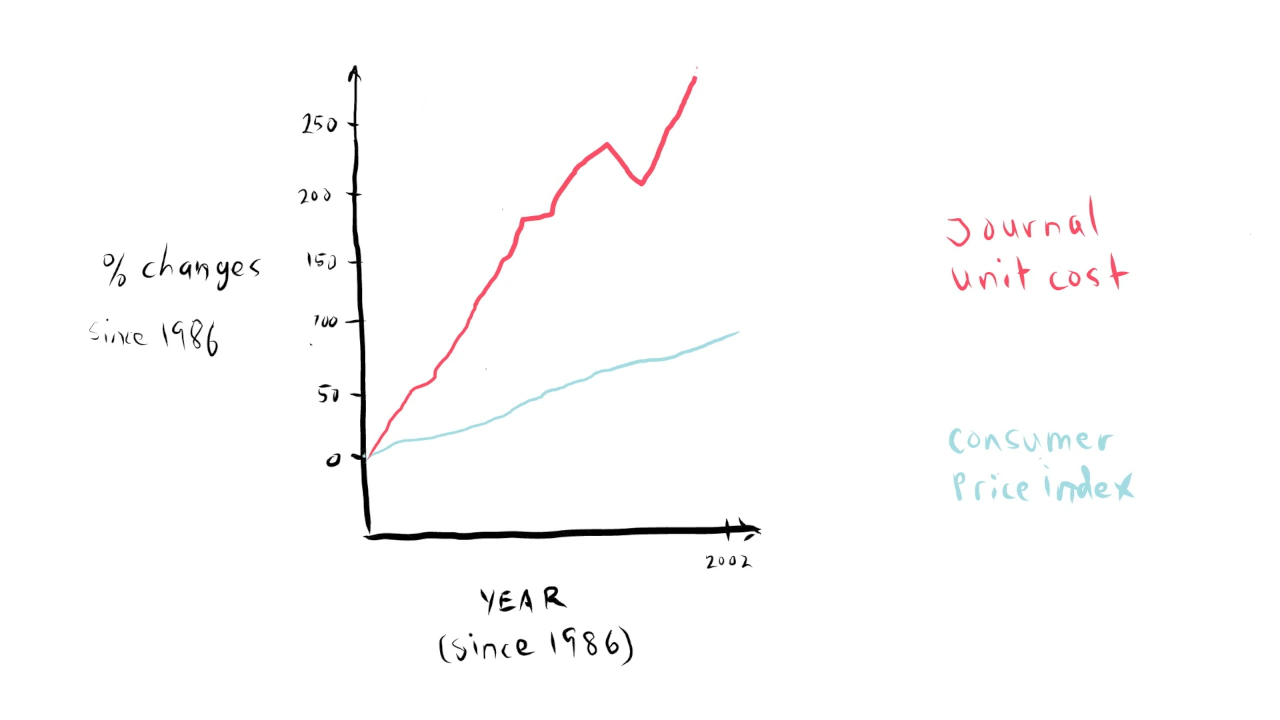 250
200
150
100
50
0
% changes
since 1986
Journal
unit cost
consumer
Price index
2002
YEAR
(since 1986)